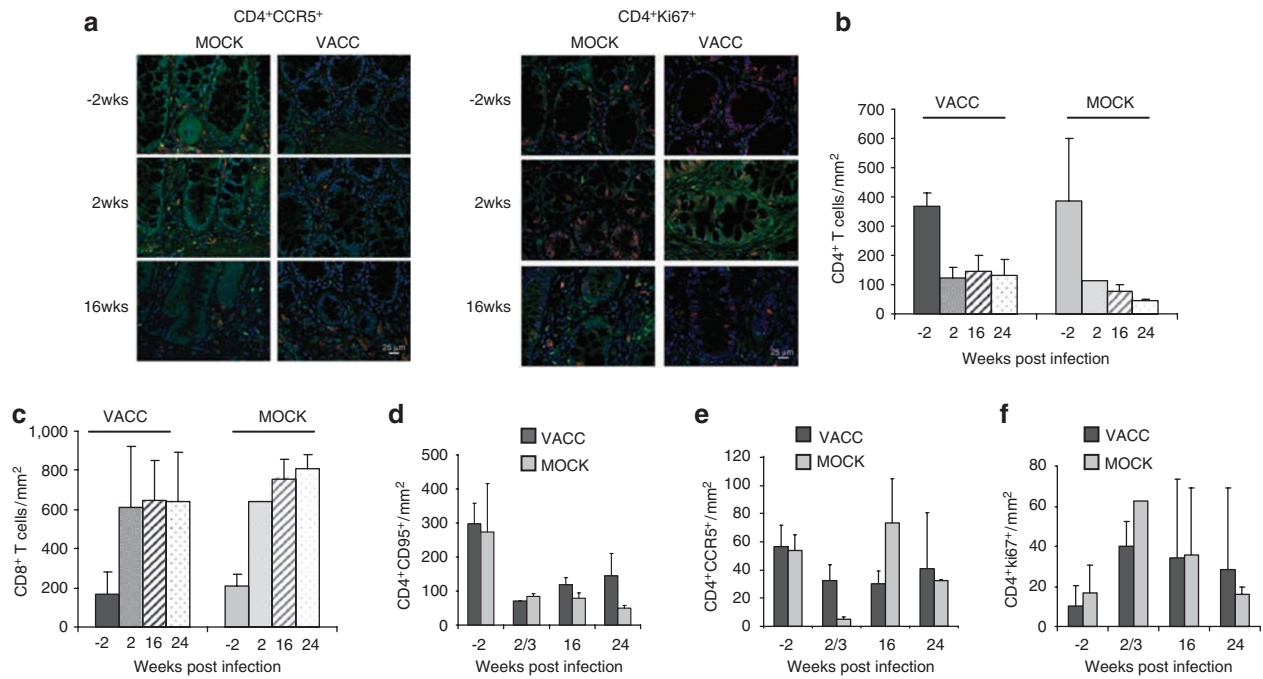 a
CD4+CCR5+
MOCK VACC
-2wks
2wks
16wks
25 µm
CD4+Ki67+
MOCK VACC
-2wks
2wks
16wks
25 µm
b
VACC MOCK
CD4+ T cells/mm2
700
600
500
400
300
200
100
0
-2 2 16 24 -2 2 16 24
Weeks post infection
c
VACC MOCK
CD8+ T cells/mm2
1,000
800
600
400
200
0
-2 2 16 24 -2 2 16 24
Weeks post infection
d
VACC
MOCK
CD4+CD95+/mm2
500
400
300
200
100
0
-2 2/3 16 24
Weeks post infection
e
VACC
MOCK
CD4+CCR5+/mm2
120
100
80
60
40
20
0
-2 2/3 16 24
Weeks post infection
f
VACC
MOCK
CD4+ki67+/mm2
80
60
40
20
0
-2 2/3 16 24
Weeks post infection